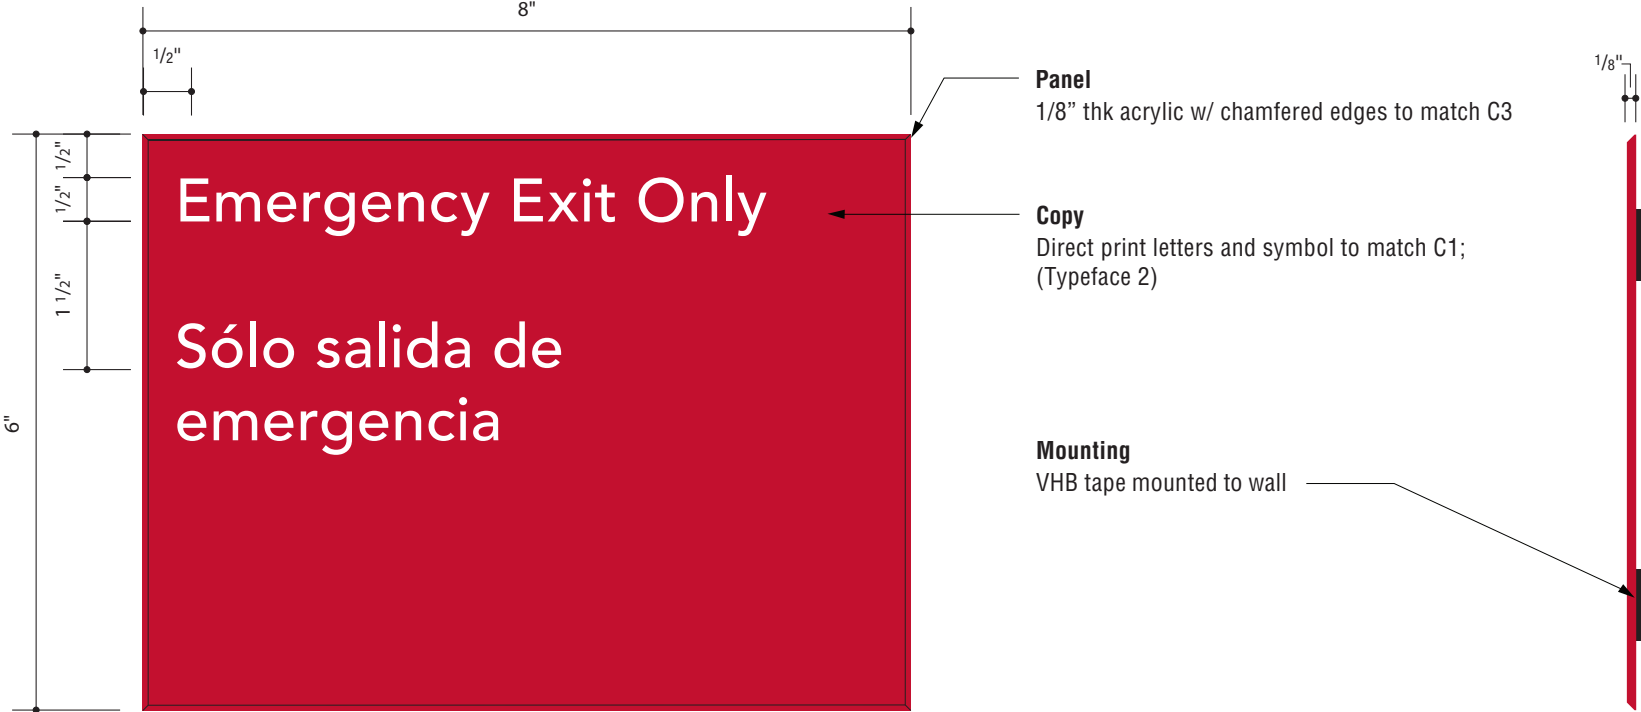 8"
1/2"
1/8"
Panel
1/8” thk acrylic w/ chamfered edges to match C3
1/2"
1/2"
1 1/2"
6"
Emergency Exit Only
Sólo salida de
emergencia
Copy
Direct print letters and symbol to match C1;
(Typeface 2)
Mounting
VHB tape mounted to wall